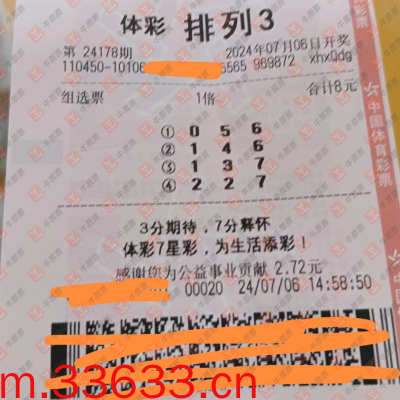 体彩 排列3
第 24178期 2024年07月06日开奖
110450-10106 5565 969872 xhxQdg
组选票 1倍 合计8元
① 0 5 6
② 1 4 6
③ 1 3 7
④ 2 2 7
3分期待，7分释怀
体彩7星彩，为生活添彩！
感谢您为公益事业贡献 2.72元
00020 24/07/06 14:58:50
中国体育彩票
m.33633.cn